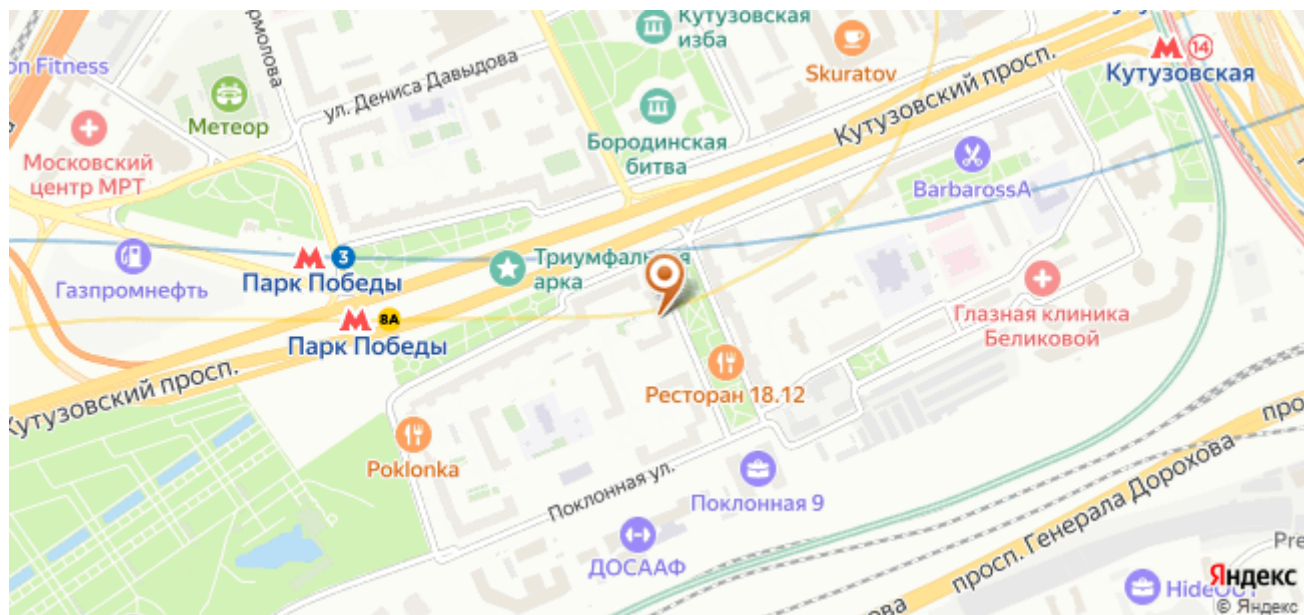 Кутузовская
изба
Skuratov
14
Кутузовская
on Fitness
ул. Дениса Давыдова
Кутузовский просп.
Метеор
Бородинская
битва
Московский
центр МРТ
BarbarossA
3
Парк Победы
Триумфальная
арка
Газпромнефть
8А
Парк Победы
Глазная клиника
Беликовой
Кутузовский просп.
Ресторан 18.12
Poklonka
Поклонная ул.
Поклонная 9
просп. Генерала Дорохова
ДОСААФ
HideOUT
Яндекс
© Яндекс